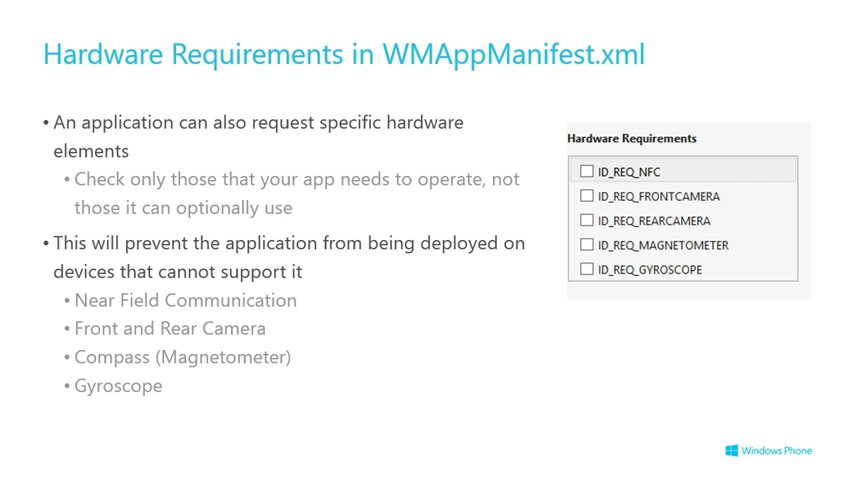 Hardware Requirements in WMAppManifest.xml
• An application can also request specific hardware
elements
• Check only those that your app needs to operate, not
those it can optionally use
• This will prevent the application from being deployed on
devices that cannot support it
• Near Field Communication
• Front and Rear Camera
• Compass (Magnetometer)
• Gyroscope
Hardware Requirements
ID_REQ_NFC
ID_REQ_FRONTCAMERA
ID_REQ_REARCAMERA
ID_REQ_MAGNETOMETER
ID_REQ_GYROSCOPE
Windows Phone